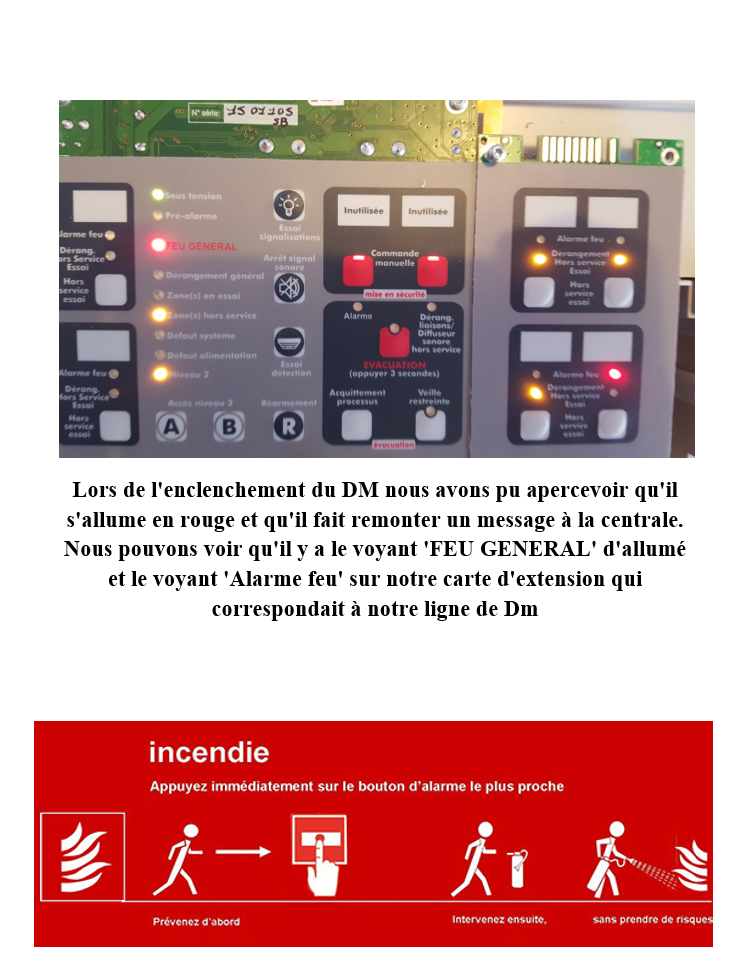 N° série: 15 01105
SB
Sous tension
Pré-alarme
FEU GÉNÉRAL
Dérangement général
Zone(s) en essai
Zone(s) hors service
Défaut système
Défaut alimentation
Niveau 2
Accès niveau 2
A
B
Réarmement
R
Essai
signalisations
Arrêt signal
sonore
Essai
détection
Alarme feu
Dérang.
Hors Service
Essai
Hors
service
essai
Alarme feu
Dérang.
Hors Service
Essai
Hors
service
essai
Inutilisée
Inutilisée
Commande
manuelle
mise en sécurité
Alarme
Dérang.
liaisons/
Diffuseur
sonore
hors service
EVACUATION
(appuyer 3 secondes)
Acquittement
processus
Veille
restreinte
évacuation
Alarme feu
Dérangement
Hors service
Essai
Hors
service
essai
Alarme feu
Dérangement
Hors service
Essai
Hors
service
essai
Lors de l'enclenchement du DM nous avons pu apercevoir qu'il
s'allume en rouge et qu'il fait remonter un message à la centrale.
Nous pouvons voir qu'il y a le voyant 'FEU GENERAL' d'allumé
et le voyant 'Alarme feu' sur notre carte d'extension qui
correspondait à notre ligne de Dm
incendie
Appuyez immédiatement sur le bouton d'alarme le plus proche
Prévenez d'abord
Intervenez ensuite,
sans prendre de risques